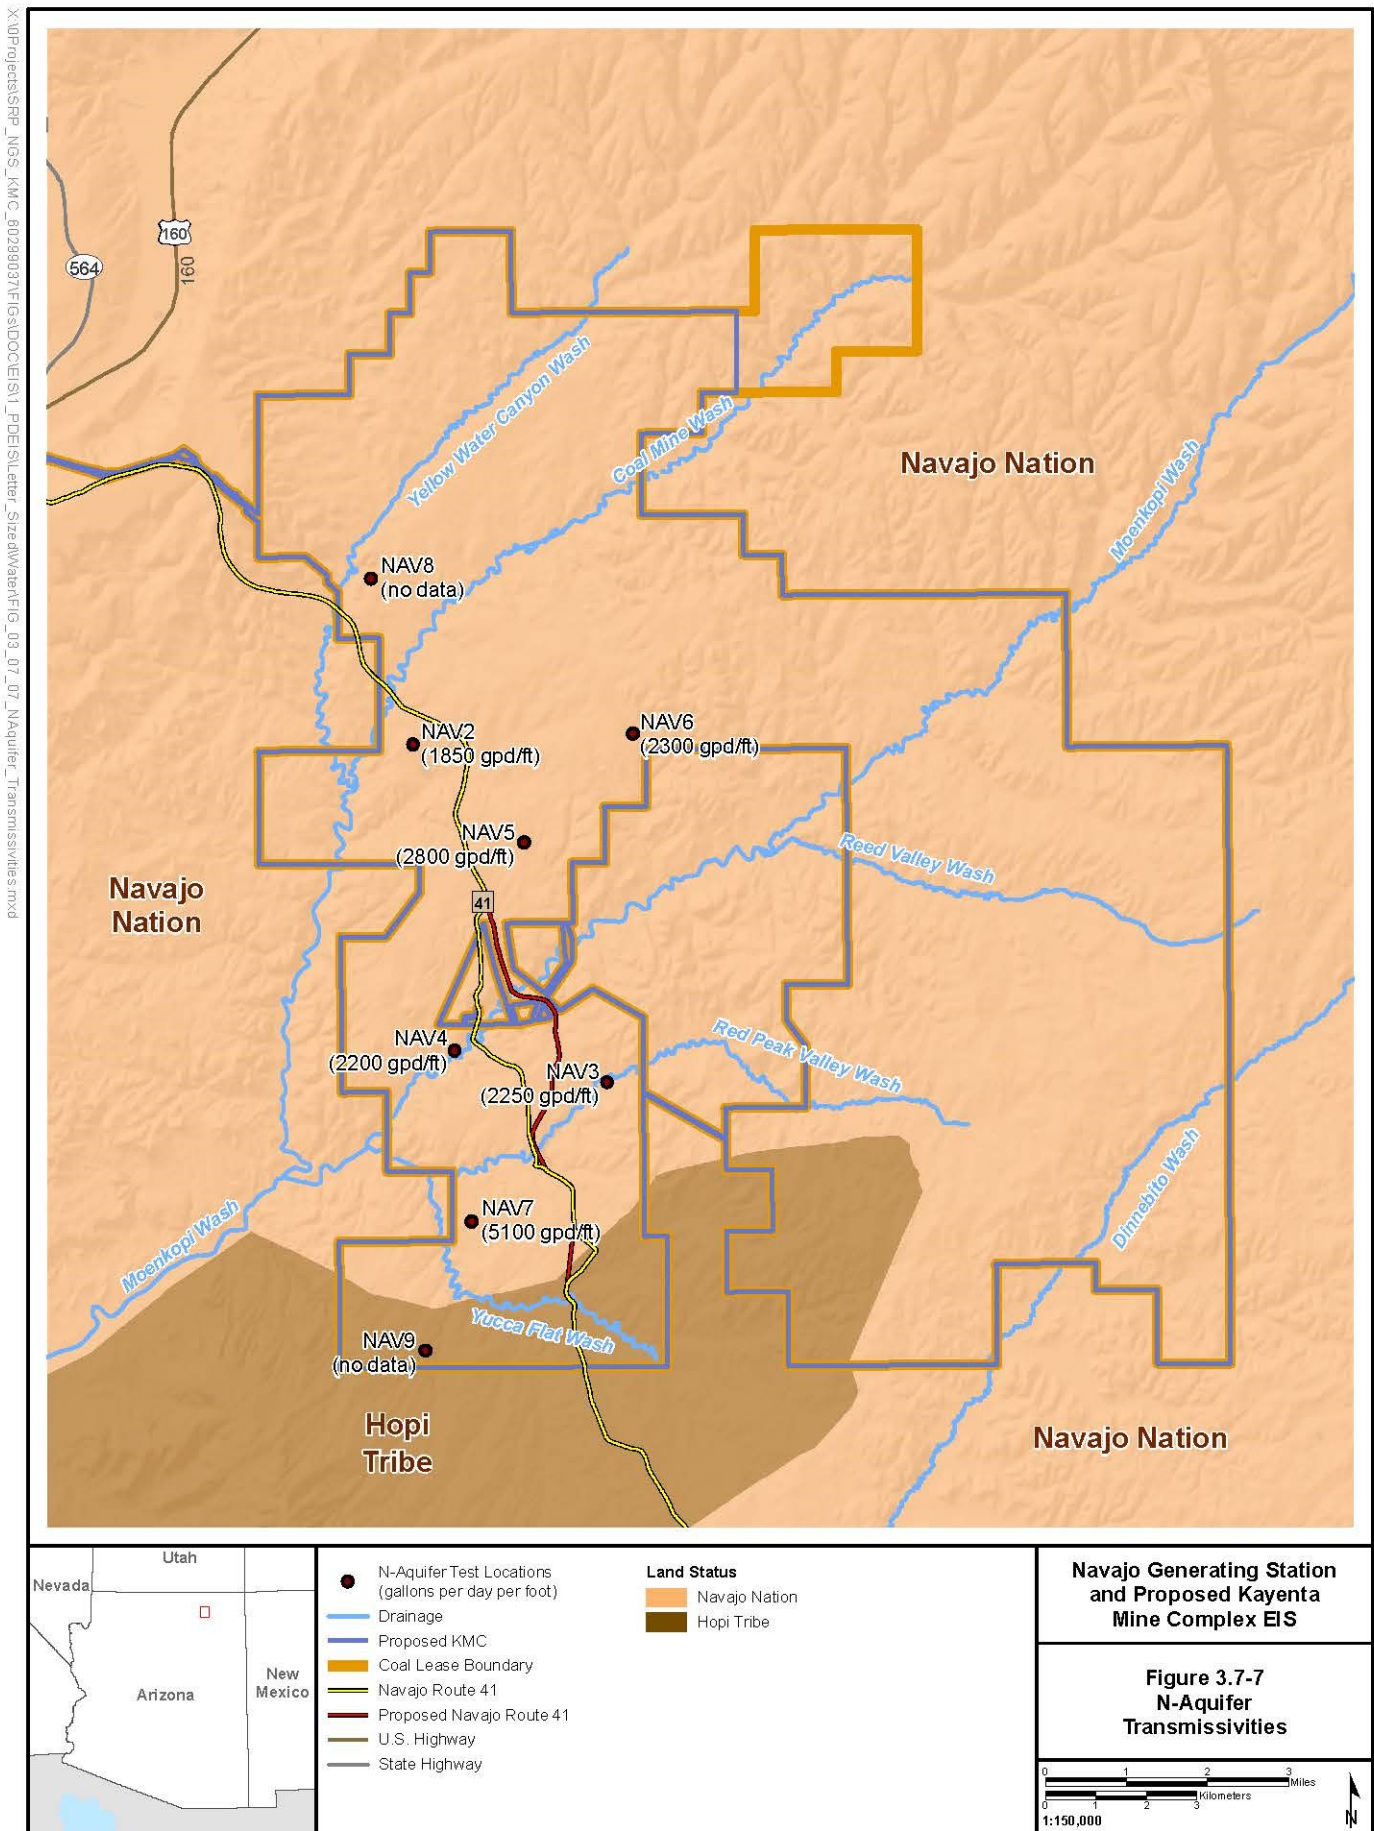 X:\0Projects\SRP_NGS_KMC_60299037\FIGs\DOC\EIS\1_PDEIS\Letter_Sized\Water\FIG_03_07_07_NAquifer_Transmissivities.mxd
160
564
160
Yellow Water Canyon Wash
Coal Mine Wash
Navajo Nation
Moenkopi Wash
NAV8
(no data)
NAV6
(2300 gpd/ft)
NAV2
(1850 gpd/ft)
NAV5
(2800 gpd/ft)
Reed Valley Wash
Navajo
Nation
41
Red Peak Valley Wash
NAV4
(2200 gpd/ft)
NAV3
(2250 gpd/ft)
Dinnebito Wash
Moenkopi Wash
NAV7
(5100 gpd/ft)
Yucca Flat Wash
NAV9
(no data)
Hopi
Tribe
Navajo Nation
Utah
Nevada
Arizona
New
Mexico
N-Aquifer Test Locations
(gallons per day per foot)
Drainage
Proposed KMC
Coal Lease Boundary
Navajo Route 41
Proposed Navajo Route 41
U.S. Highway
State Highway
Land Status
Navajo Nation
Hopi Tribe
Navajo Generating Station
and Proposed Kayenta
Mine Complex EIS
Figure 3.7-7
N-Aquifer
Transmissivities
0 1 2 3
Miles
Kilometers
0 1 2 3
1:150,000
N